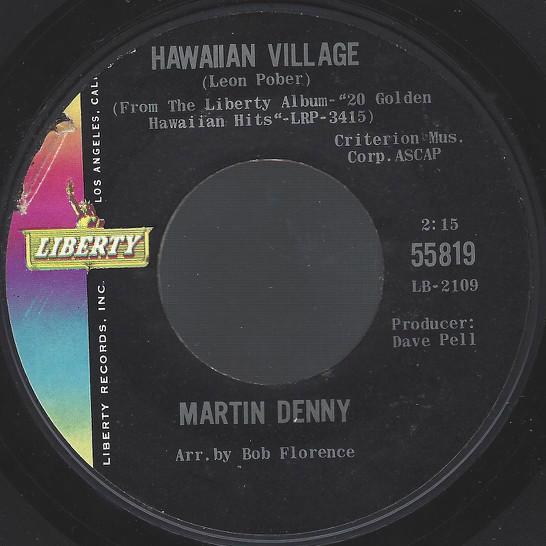 HAWAIIAN VILLAGE
(Leon Pober)
(From The Liberty Album-"20 Golden
Hawaiian Hits"-LRP-3415)
Criterion Mus.
Corp. ASCAP
LIBERTY
LIBERTY RECORDS, INC.
LOS ANGELES, CALI
2:15
55819
LB-2109
Producer:
Dave Pell
MARTIN DENNY
Arr. by Bob Florence